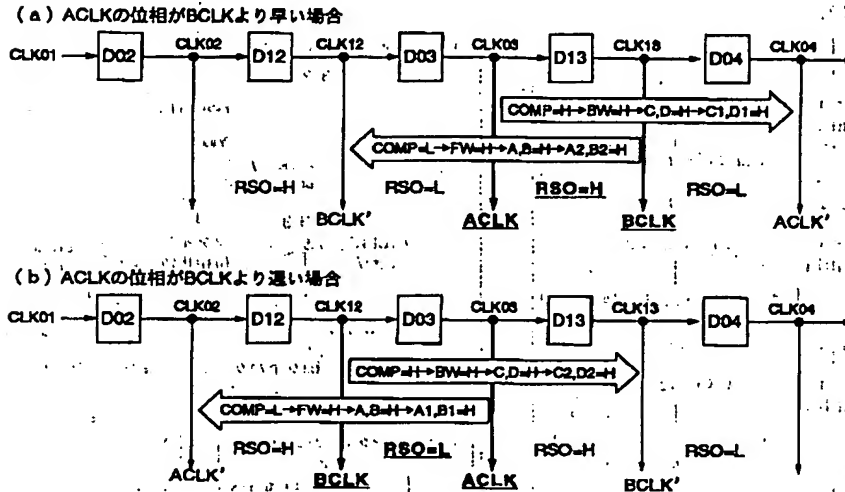 (a) ACLKの位相がBCLKより早い場合
CLK01 D02 CLK02 D12 CLK12 D03 CLK03 D13 CLK13 D04 CLK04
COMP=H→BW=H→C,D=H→C1,D1=H
COMP=L→FW=H→A,B=H→A2,B2=H
RSO=H RSO=L RSO=H RSO=L
BCLK' ACLK BCLK ACLK'
(b) ACLKの位相がBCLKより遅い場合
CLK01 D02 CLK02 D12 CLK12 D03 CLK03 D13 CLK13 D04 CLK04
COMP=H→BW=H→C,D=H→C2,D2=H
COMP=L→FW=H→A,B=H→A1,B1=H
RSO=H RSO=L RSO=H RSO=L
ACLK' BCLK ACLK BCLK'